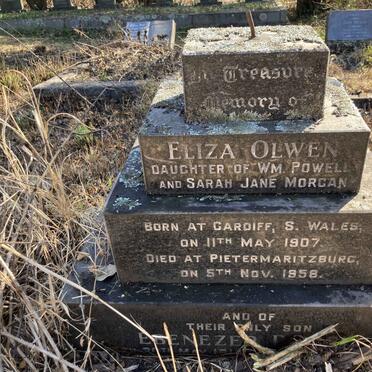 In Treasured
Memory of
ELIZA OLWEN
DAUGHTER OF WM. POWELL
AND SARAH JANE MORGAN
BORN AT CARDIFF, S. WALES,
ON 11TH MAY 1907.
DIED AT PIETERMARITZBURG,
ON 5TH NOV. 1958.
AND OF
THEIR ONLY SON
EBENEZER